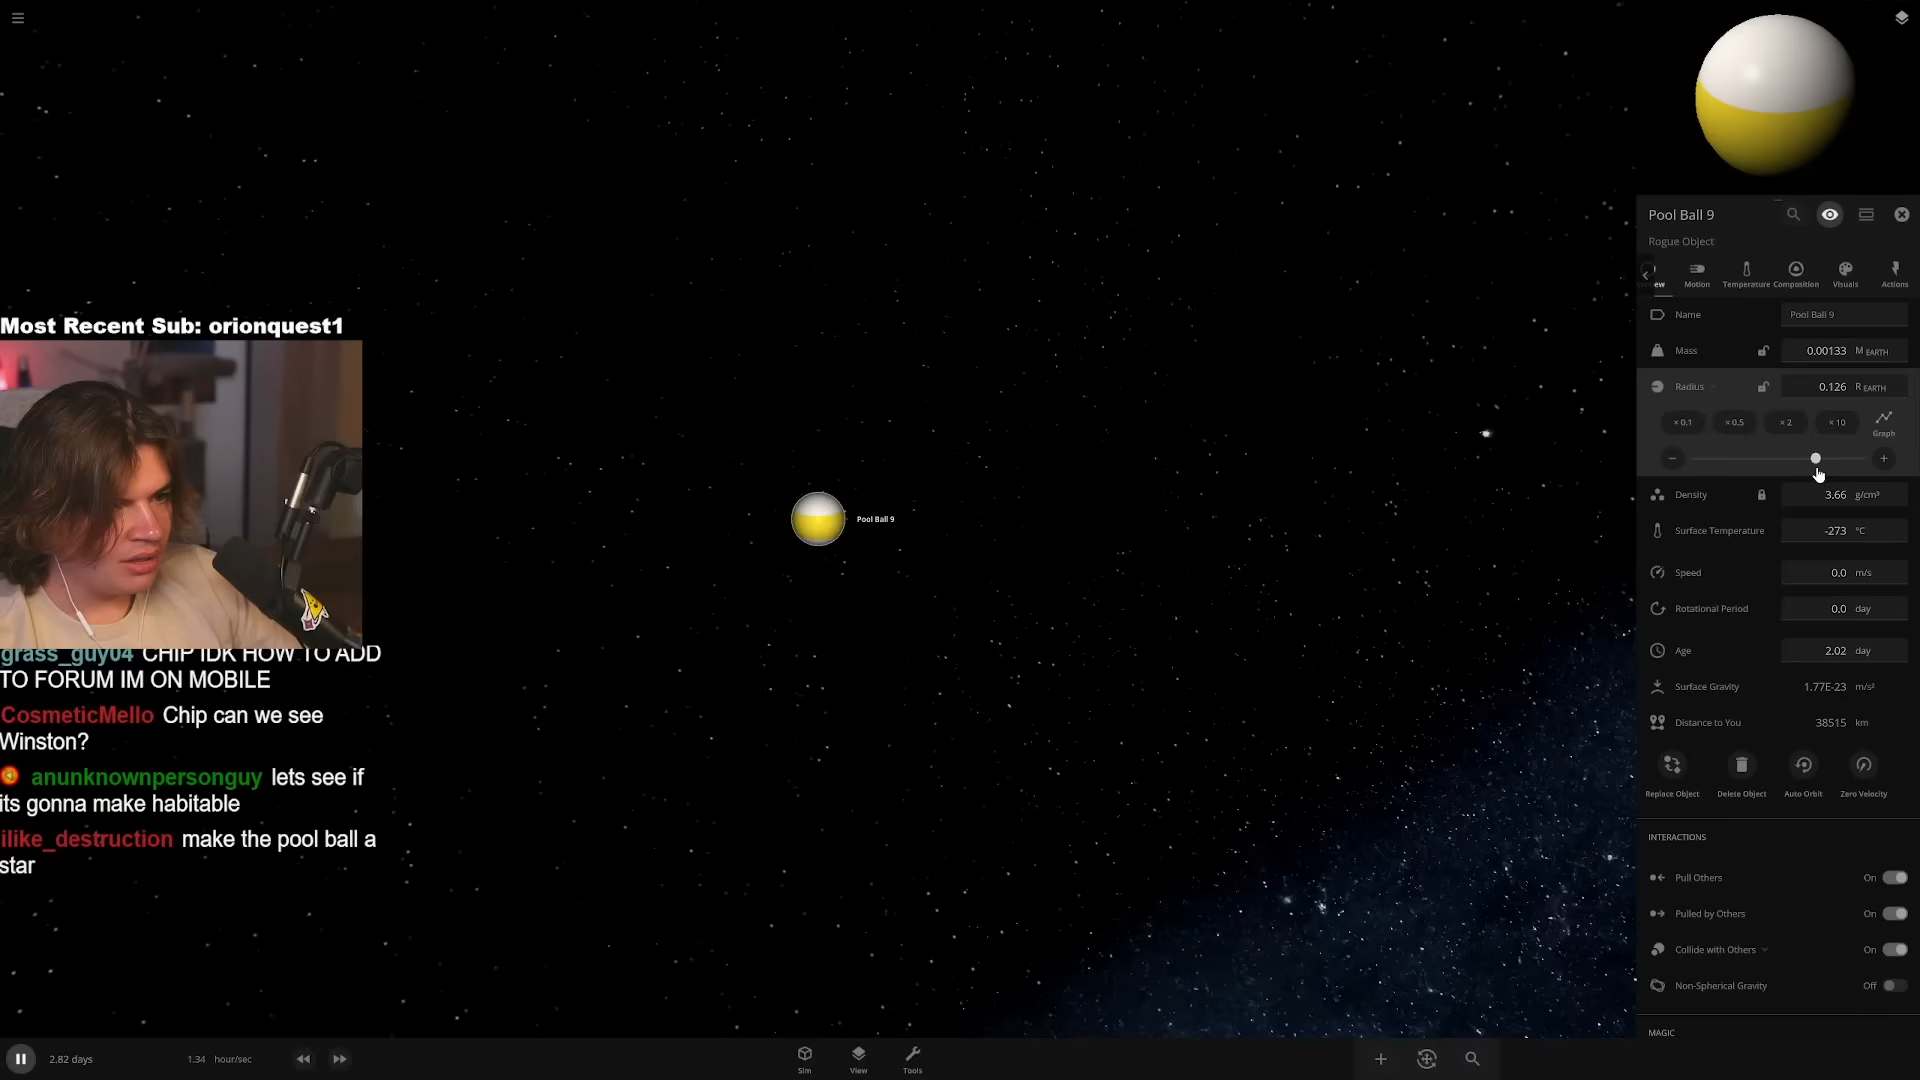 Pool Ball 9
Rogue Object
Motion
Temperature
Composition
Visuals
Actions
Name
Pool Ball 9
Mass
0.00133 M EARTH
Radius
0.126 R EARTH
× 0.1
× 0.5
× 2
× 10
Graph
Density
3.66 g/cm³
Surface Temperature
-273 °C
Speed
0.0 m/s
Rotational Period
0.0 day
Age
2.02 day
Surface Gravity
1.77E-23 m/s²
Distance to You
38515 km
Replace Object
Delete Object
Auto Orbit
Zero Velocity
INTERACTIONS
Pull Others
On
Pulled by Others
On
Collide with Others
On
Non-Spherical Gravity
Off
MAGIC
Pool Ball 9
Most Recent Sub: orionquest1
grass_guy04 CHIP IDK HOW TO ADD
TO FORUM IM ON MOBILE
CosmeticMello Chip can we see
Winston?
anunknownpersonguy lets see if
its gonna make habitable
ilike_destruction make the pool ball a
star
2.82 days
1.34 hour/sec
Sim
View
Tools